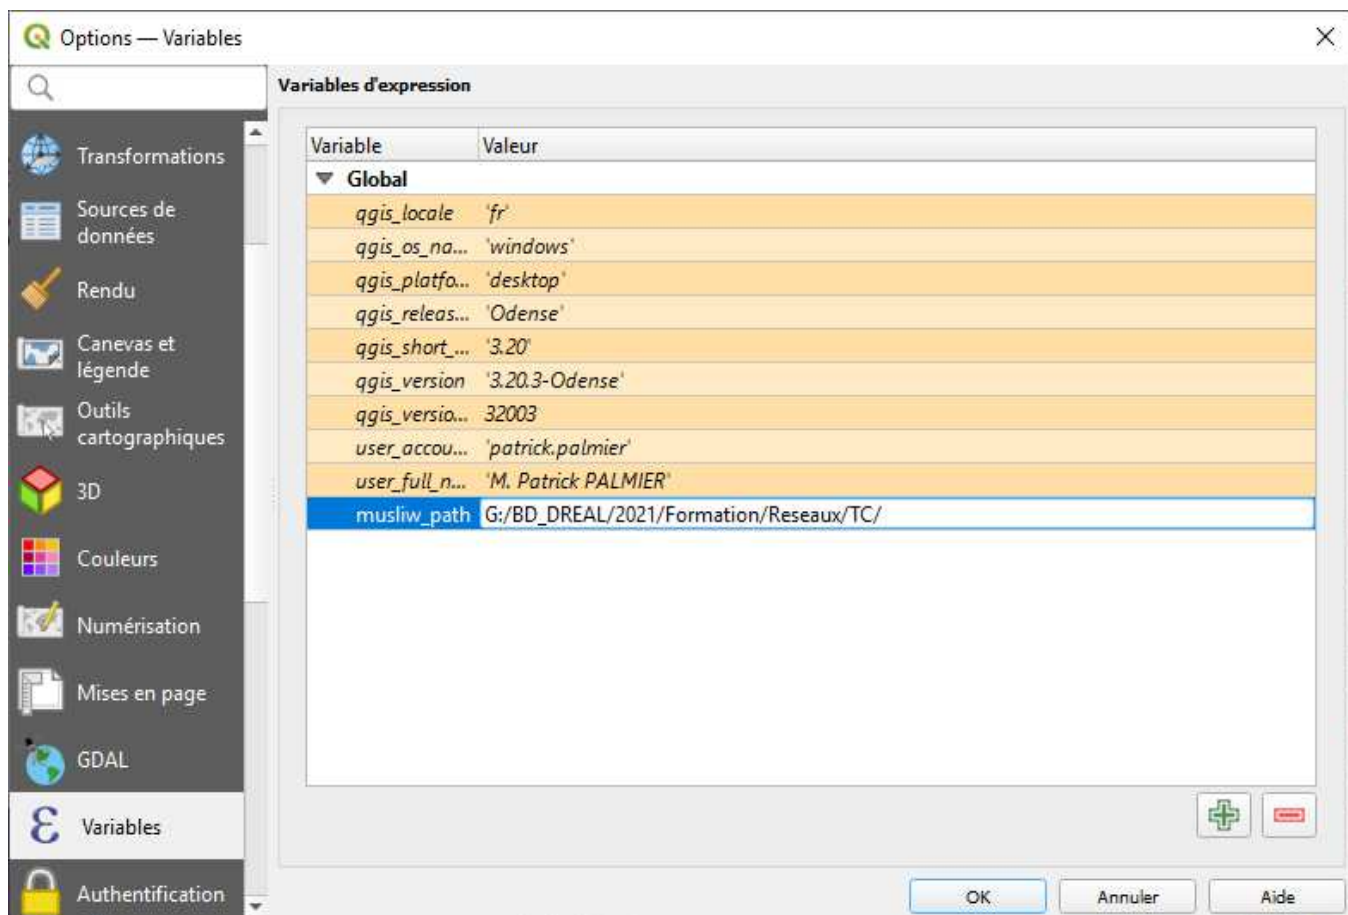 Options — Variables
Variables d'expression
Transformations
Sources de
données
Rendu
Canevas et
légende
Outils
cartographiques
3D
Couleurs
Numérisation
Mises en page
GDAL
Variables
Authentification
Variable Valeur
Global
qgis_locale 'fr'
qgis_os_na... 'windows'
qgis_platfo... 'desktop'
qgis_releas... 'Odense'
qgis_short_... '3.20'
qgis_version '3.20.3-Odense'
qgis_versio... 32003
user_accou... 'patrick.palmier'
user_full_n... 'M. Patrick PALMIER'
musliw_path G:/BD_DREAL/2021/Formation/Reseaux/TC/
OK Annuler Aide